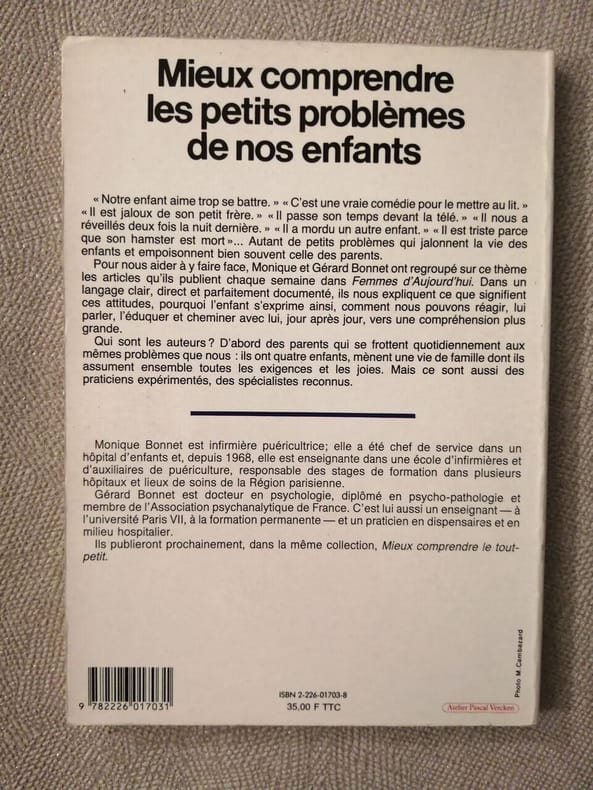 Mieux comprendre
les petits problèmes
de nos enfants
« Notre enfant aime trop se battre. » « C'est une vraie comédie pour le mettre au lit. »
« Il est jaloux de son petit frère. » « Il passe son temps devant la télé. » « Il nous a
réveillés deux fois la nuit dernière. » « Il a mordu un autre enfant. » « Il est triste parce
que son hamster est mort »... Autant de petits problèmes qui jalonnent la vie des
enfants et empoisonnent bien souvent celle des parents.
Pour nous aider à y faire face, Monique et Gérard Bonnet ont regroupé sur ce thème
les articles qu'ils publient chaque semaine dans Femmes d'Aujourd'hui. Dans un
langage clair, direct et parfaitement documenté, ils nous expliquent ce que signifient
ces attitudes, pourquoi l'enfant s'exprime ainsi, comment nous pouvons réagir, lui
parler, l'éduquer et cheminer avec lui, jour après jour, vers une compréhension plus
grande.
Qui sont les auteurs ? D'abord des parents qui se frottent quotidiennement aux
mêmes problèmes que nous : ils ont quatre enfants, mènent une vie de famille dont ils
assument ensemble toutes les exigences et les joies. Mais ce sont aussi des
praticiens expérimentés, des spécialistes reconnus.
Monique Bonnet est infirmière puéricultrice; elle a été chef de service dans un
hôpital d'enfants et, depuis 1968, elle est enseignante dans une école d'infirmières et
d'auxiliaires de puériculture, responsable des stages de formation dans plusieurs
hôpitaux et lieux de soins de la Région parisienne.
Gérard Bonnet est docteur en psychologie, diplômé en psycho-pathologie et
membre de l'Association psychanalytique de France. C'est lui aussi un enseignant — à
l'université Paris VII, à la formation permanente — et un praticien en dispensaires et en
milieu hospitalier.
Ils publieront prochainement, dans la même collection, Mieux comprendre le tout-
petit.
Photo M. Cambazard
ISBN 2-226-01703-8
35,00 F TTC
9 782226 017031
Atelier Pascal Vercken